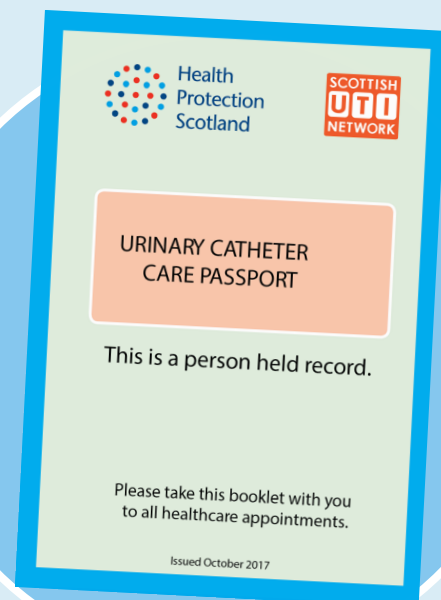 Health
Protection
Scotland
SCOTTISH
UTI
NETWORK
URINARY CATHETER
CARE PASSPORT
This is a person held record.
Please take this booklet with you
to all healthcare appointments.
Issued October 2017